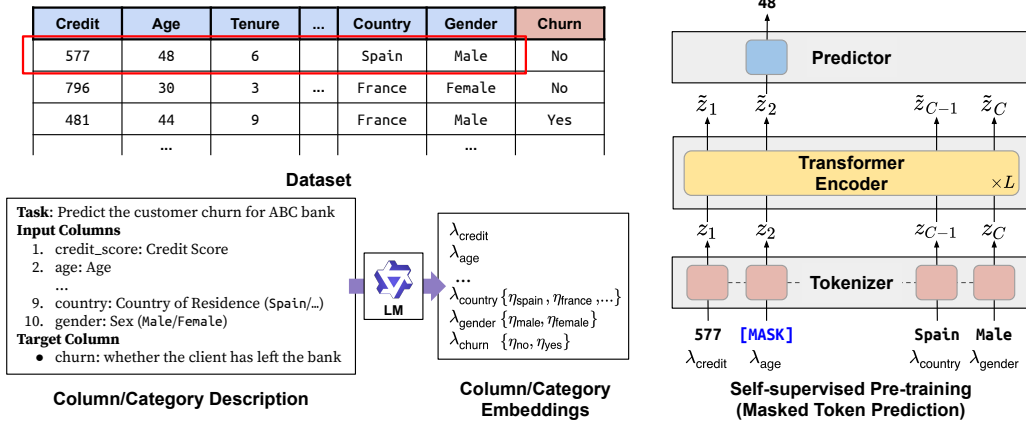 Credit Age Tenure ... Country Gender Churn
577 48 6 Spain Male No
796 30 3 ... France Female No
481 44 9 France Male Yes
... ...
Dataset
Task: Predict the customer churn for ABC bank
Input Columns
1. credit_score: Credit Score
2. age: Age
...
9. country: Country of Residence (Spain/…)
10. gender: Sex (Male/Female)
Target Column
• churn: whether the client has left the bank
Column/Category Description
LM
λcredit
λage
...
λcountry {ηspain, ηfrance ,...}
λgender {ηmale, ηfemale}
λchurn {ηno, ηyes}
Column/Category
Embeddings
48
Predictor
z̃₁ z̃₂ z̃_{C−1} z̃_C
Transformer
Encoder
×L
z₁ z₂ z_{C−1} z_C
Tokenizer
577 [MASK] Spain Male
λcredit λage λcountry λgender
Self-supervised Pre-training
(Masked Token Prediction)